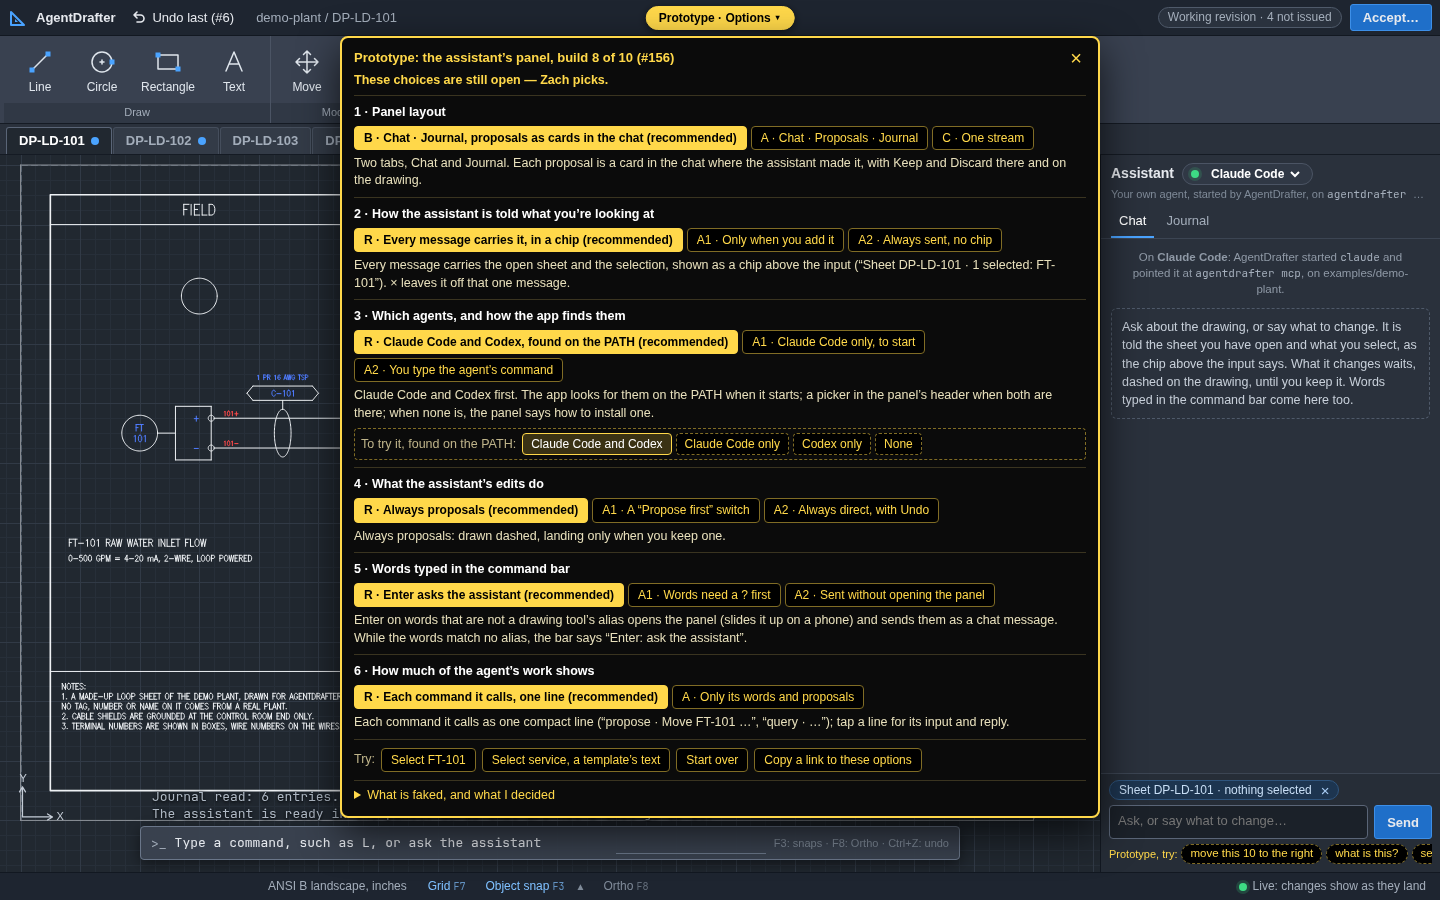 AgentDrafter
Undo last (#6)
demo-plant / DP-LD-101
Prototype · Options ▾
Working revision · 4 not issued
Accept…
Line
Circle
Rectangle
Text
Move
Draw
DP-LD-101
DP-LD-102
DP-LD-103
Prototype: the assistant’s panel, build 8 of 10 (#156)
×
These choices are still open — Zach picks.
1 · Panel layout
B · Chat · Journal, proposals as cards in the chat (recommended)
A · Chat · Proposals · Journal
C · One stream
Two tabs, Chat and Journal. Each proposal is a card in the chat where the assistant made it, with Keep and Discard there and on
the drawing.
2 · How the assistant is told what you’re looking at
R · Every message carries it, in a chip (recommended)
A1 · Only when you add it
A2 · Always sent, no chip
Every message carries the open sheet and the selection, shown as a chip above the input (“Sheet DP-LD-101 · 1 selected: FT-
101”). × leaves it off that one message.
3 · Which agents, and how the app finds them
R · Claude Code and Codex, found on the PATH (recommended)
A1 · Claude Code only, to start
A2 · You type the agent’s command
Claude Code and Codex first. The app looks for them on the PATH when it starts; a picker in the panel’s header when both are
there; when none is, the panel says how to install one.
To try it, found on the PATH:
Claude Code and Codex
Claude Code only
Codex only
None
4 · What the assistant’s edits do
R · Always proposals (recommended)
A1 · A “Propose first” switch
A2 · Always direct, with Undo
Always proposals: drawn dashed, landing only when you keep one.
5 · Words typed in the command bar
R · Enter asks the assistant (recommended)
A1 · Words need a ? first
A2 · Sent without opening the panel
Enter on words that are not a drawing tool’s alias opens the panel (slides it up on a phone) and sends them as a chat message.
While the words match no alias, the bar says “Enter: ask the assistant”.
6 · How much of the agent’s work shows
R · Each command it calls, one line (recommended)
A · Only its words and proposals
Each command it calls as one compact line (“propose · Move FT-101 …”, “query · …”); tap a line for its input and reply.
Try:
Select FT-101
Select service, a template’s text
Start over
Copy a link to these options
▶ What is faked, and what I decided
FIELD
1 PR 16 AWG TSP
C-101
FT
101
+
−
101+
101-
FT-101 RAW WATER INLET FLOW
0-500 GPM = 4-20 mA, 2-WIRE, LOOP POWERED
NOTES:
1. A MADE-UP LOOP SHEET OF THE DEMO PLANT, DRAWN FOR AGENTDRAFTER
NO TAG, NUMBER OR NAME ON IT COMES FROM A REAL PLANT.
2. CABLE SHIELDS ARE GROUNDED AT THE CONTROL ROOM END ONLY.
3. TERMINAL NUMBERS ARE SHOWN IN BOXES, WIRE NUMBERS ON THE WIRES
Y
X
Journal read: 6 entries.
The assistant is ready
>_ Type a command, such as L, or ask the assistant
F3: snaps · F8: Ortho · Ctrl+Z: undo
Assistant
Claude Code
Your own agent, started by AgentDrafter, on agentdrafter …
Chat
Journal
On Claude Code: AgentDrafter started claude and
pointed it at agentdrafter mcp, on examples/demo-
plant.
Ask about the drawing, or say what to change. It is
told the sheet you have open and what you select, as
the chip above the input says. What it changes waits,
dashed on the drawing, until you keep it. Words
typed in the command bar come here too.
Sheet DP-LD-101 · nothing selected ×
Ask, or say what to change…
Send
Prototype, try:
move this 10 to the right
what is this?
ANSI B landscape, inches
Grid F7
Object snap F3
▲
Ortho F8
Live: changes show as they land